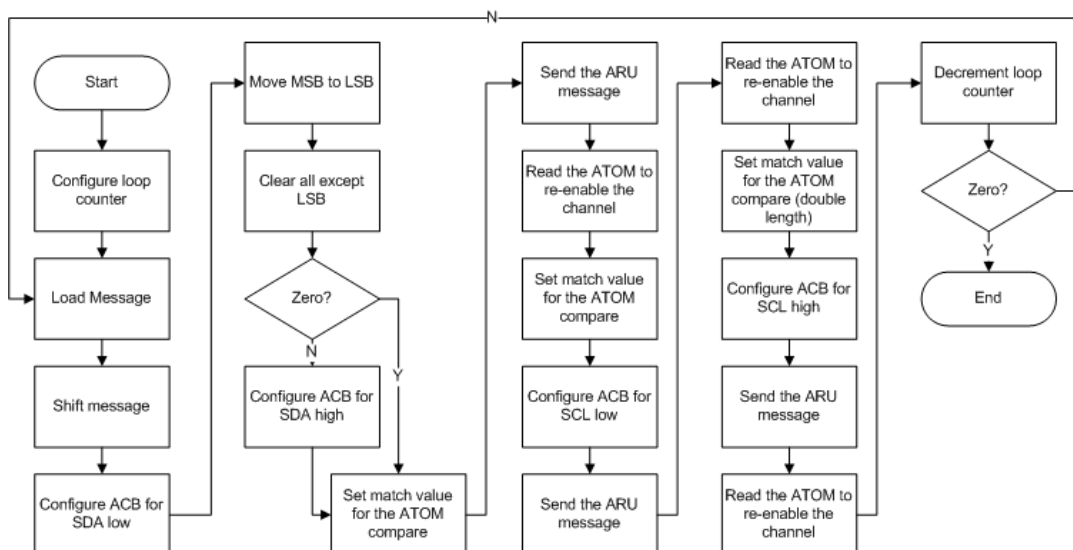 N
Start
Configure loop
counter
Load Message
Shift message
Configure ACB for
SDA low
Move MSB to LSB
Clear all except
LSB
Zero?
N
Y
Configure ACB for
SDA high
Set match value
for the ATOM
compare
Send the ARU
message
Read the ATOM to
re-enable the
channel
Set match value
for the ATOM
compare
Configure ACB for
SCL low
Send the ARU
message
Read the ATOM to
re-enable the
channel
Set match value
for the ATOM
compare (double
length)
Configure ACB for
SCL high
Send the ARU
message
Read the ATOM to
re-enable the
channel
Decrement loop
counter
Zero?
Y
End